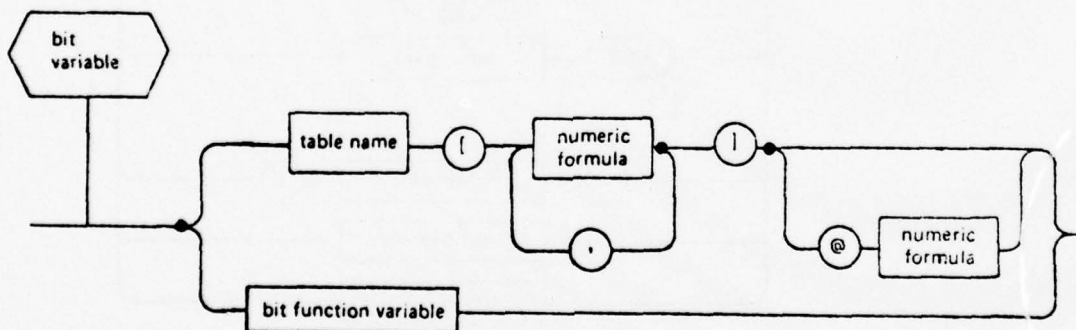 bit
variable
table name
[
numeric
formula
]
,
@
numeric
formula
bit function variable